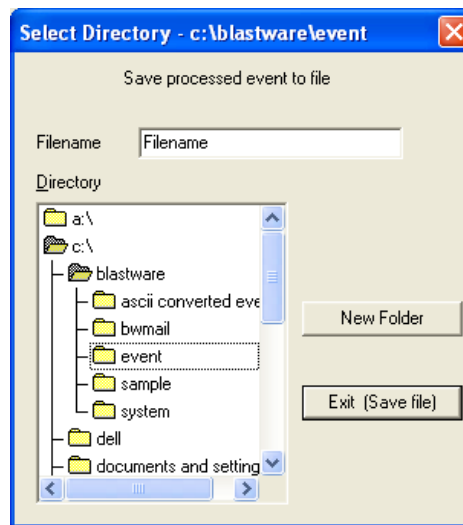 Select Directory - c:\blastware\event
Save processed event to file
Filename
Filename
Directory
a:\
c:\
blastware
ascii converted eve
bwmail
event
sample
system
dell
documents and setting
New Folder
Exit (Save file)